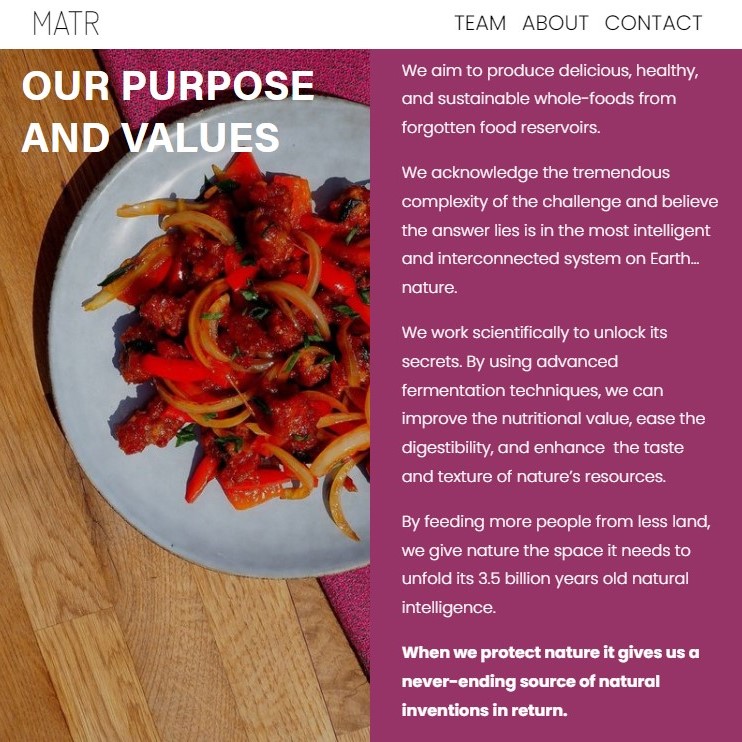 MATR
TEAM ABOUT CONTACT
OUR PURPOSE
AND VALUES
We aim to produce delicious, healthy,
and sustainable whole-foods from
forgotten food reservoirs.
We acknowledge the tremendous
complexity of the challenge and believe
the answer lies is in the most intelligent
and interconnected system on Earth...
nature.
We work scientifically to unlock its
secrets. By using advanced
fermentation techniques, we can
improve the nutritional value, ease the
digestibility, and enhance  the taste
and texture of nature's resources.
By feeding more people from less land,
we give nature the space it needs to
unfold its 3.5 billion years old natural
intelligence.
When we protect nature it gives us a
never-ending source of natural
inventions in return.